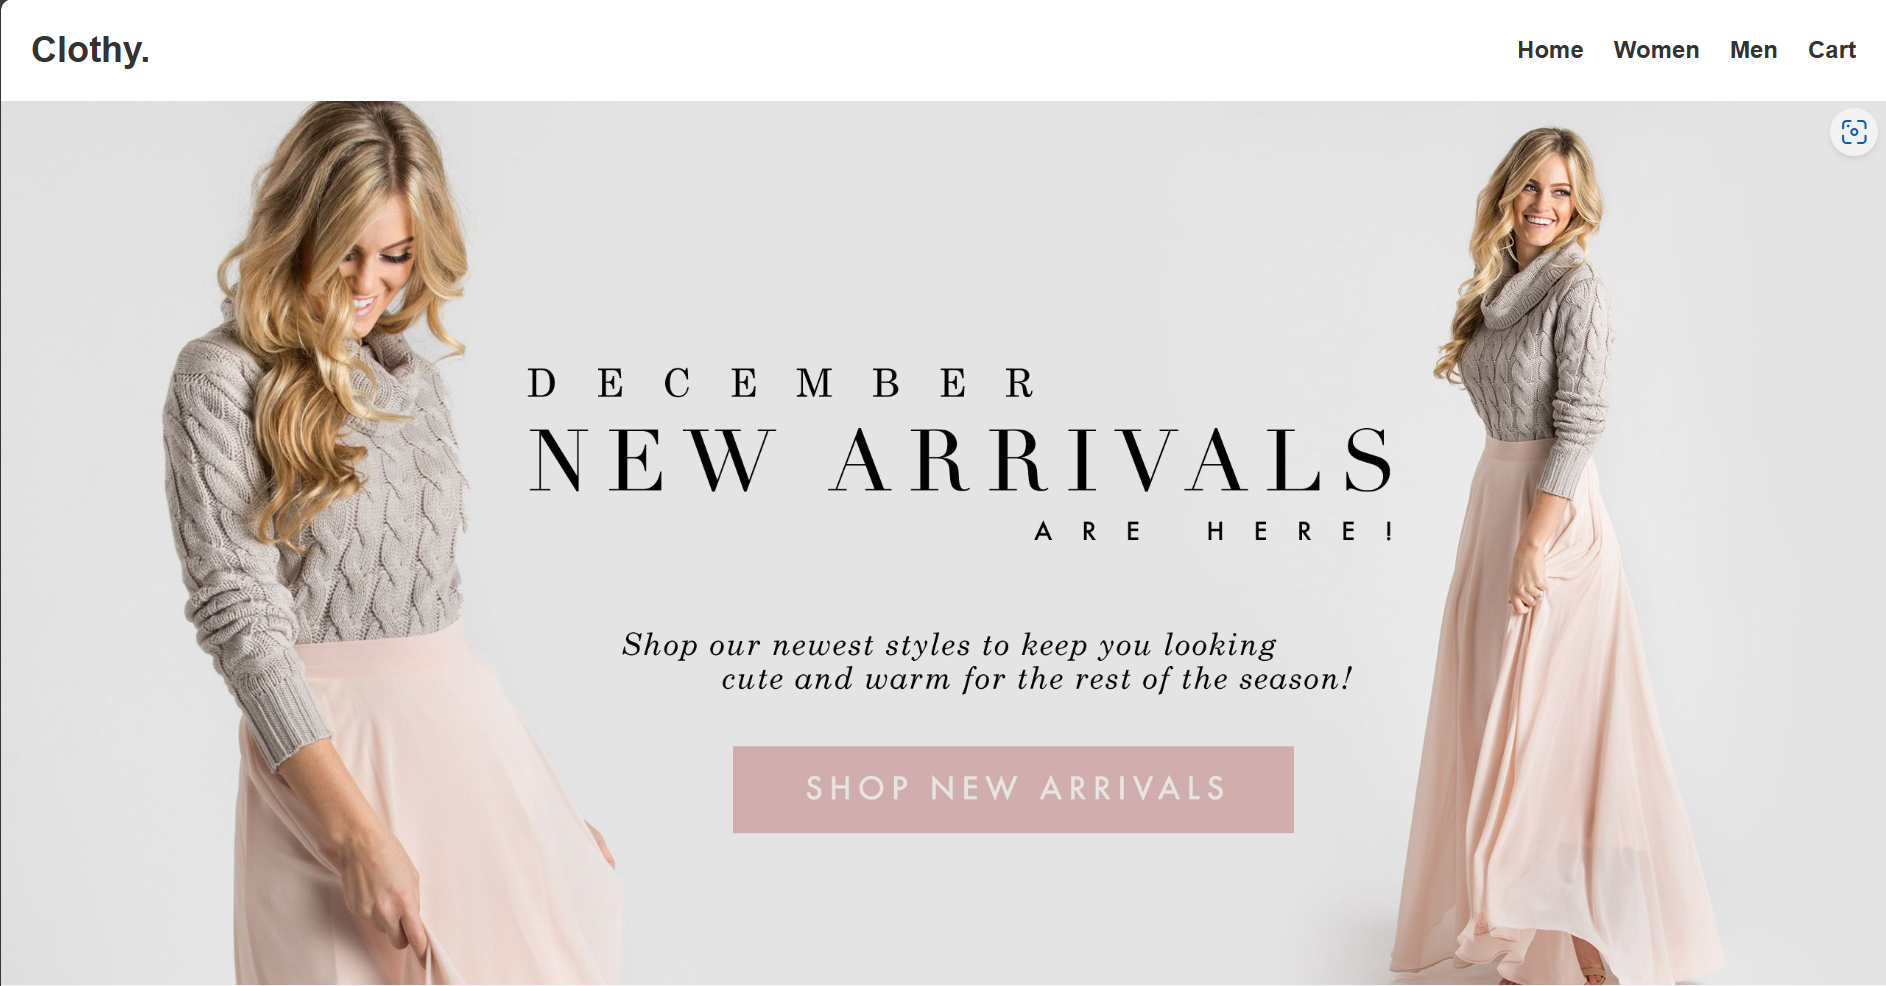 Clothy.
Home Women Men Cart
DECEMBER
NEW ARRIVALS
ARE HERE!
Shop our newest styles to keep you looking
cute and warm for the rest of the season!
SHOP NEW ARRIVALS